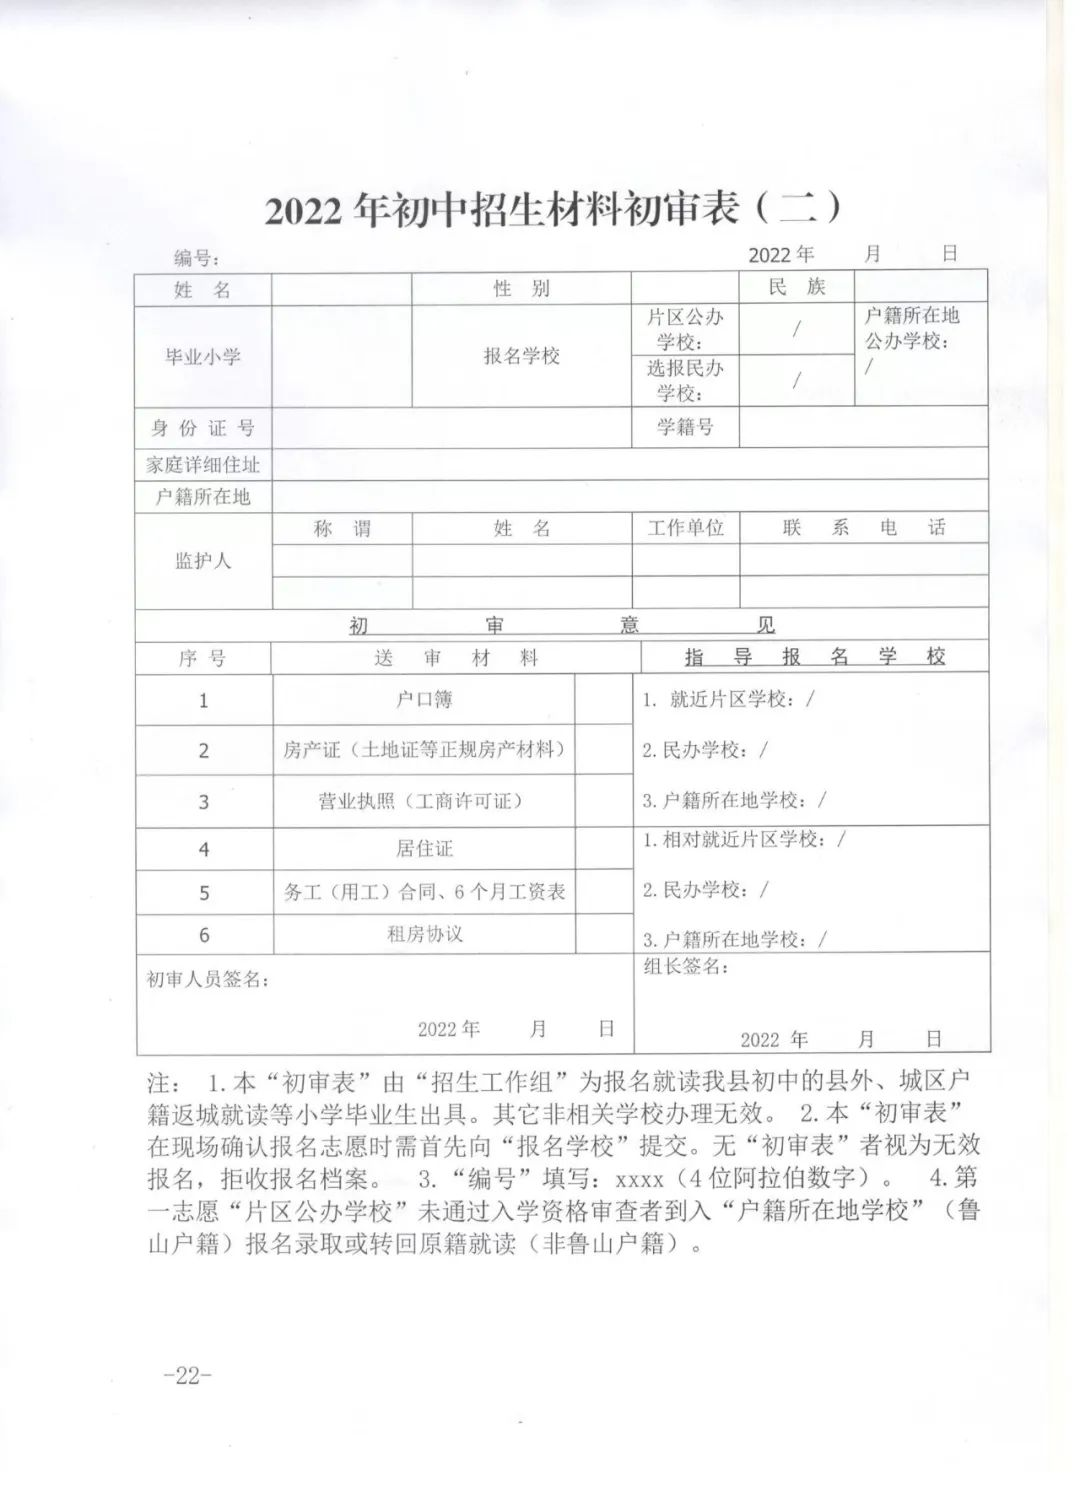 2022 年初中招生材料初审表（二）
编号： 2022 年 月 日
姓 名 性 别 民 族
毕业小学 报名学校
片区公办
学校： /
选报民办
学校： /
户籍所在地
公办学校：
/
身 份 证 号 学籍号
家庭详细住址
户籍所在地
监护人
称 谓 姓 名 工作单位 联 系 电 话
初 审 意 见
序 号 送 审 材 料 指 导 报 名 学 校
1 户口簿
2 房产证（土地证等正规房产材料）
3 营业执照（工商许可证）
1. 就近片区学校：/
2.民办学校：/
3.户籍所在地学校：/
4 居住证
5 务工（用工）合同、6 个月工资表
6 租房协议
1.相对就近片区学校：/
2.民办学校：/
3.户籍所在地学校：/
初审人员签名：
2022 年 月 日
组长签名：
2022 年 月 日
注： 1.本“初审表”由“招生工作组”为报名就读我县初中的县外、城区户
籍返城就读等小学毕业生出具。其它非相关学校办理无效。 2.本“初审表”
在现场确认报名志愿时需首先向“报名学校”提交。无“初审表”者视为无效
报名，拒收报名档案。 3.“编号”填写：xxxx（4 位阿拉伯数字）。 4.第
一志愿“片区公办学校”未通过入学资格审查者到入“户籍所在地学校”（鲁
山户籍）报名录取或转回原籍就读（非鲁山户籍）。
-22-